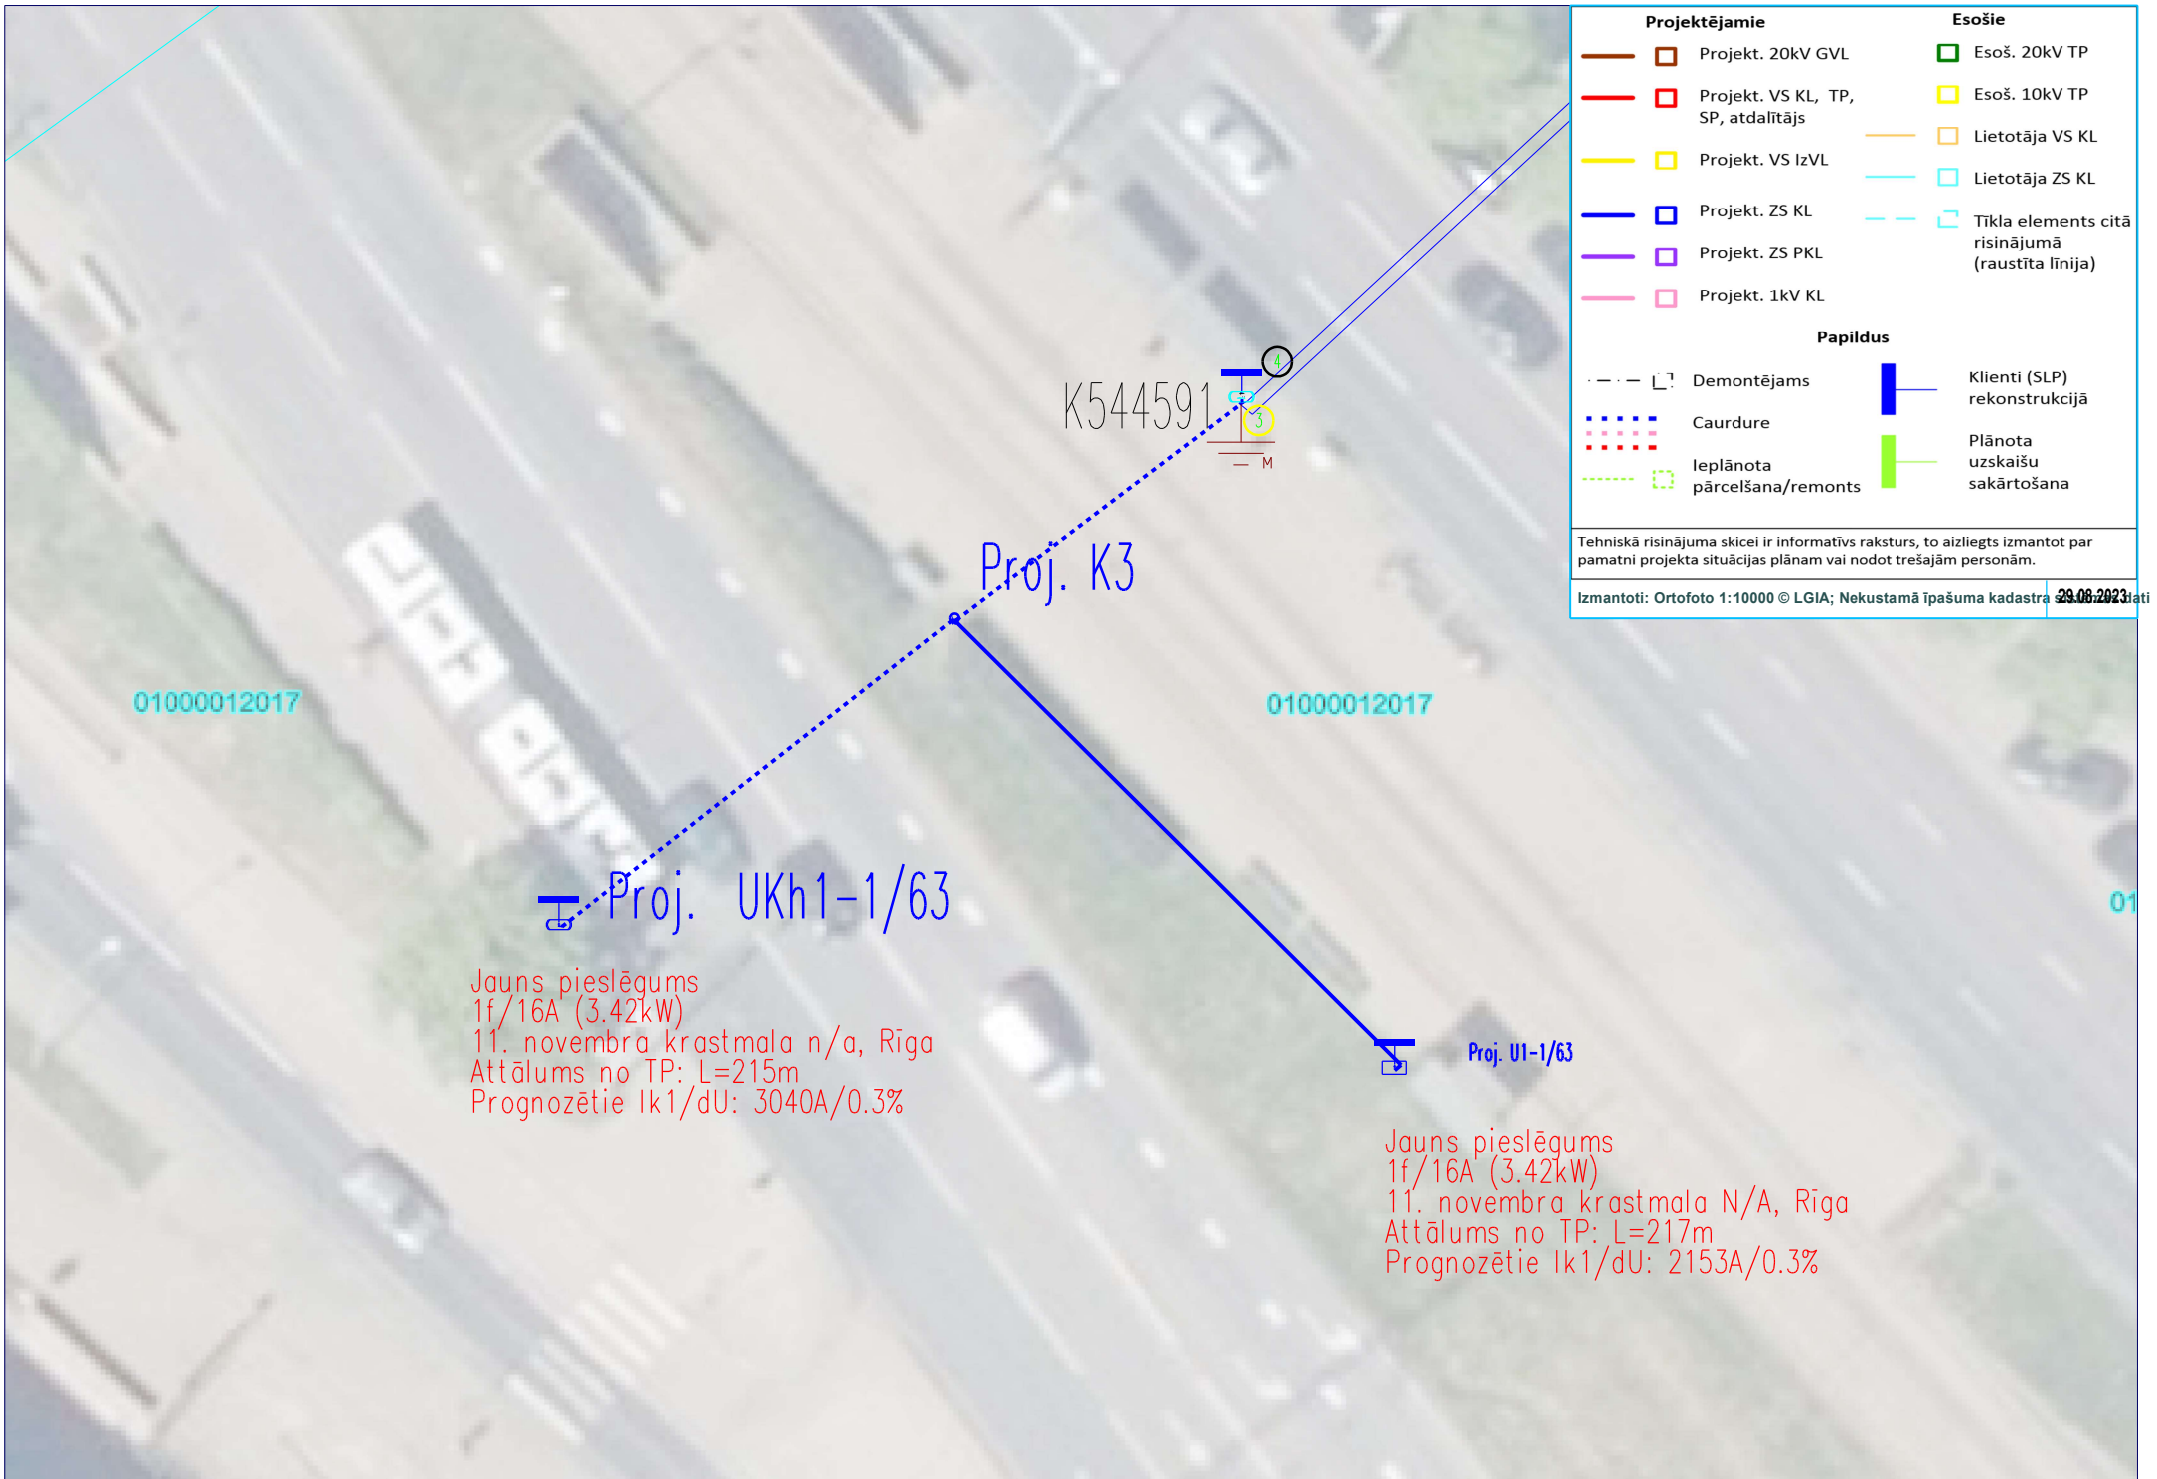 Projektējamie
Esošie
Projekt. 20kV GVL
Esoš. 20kV TP
Projekt. VS KL, TP,
SP, atdalītājs
Esoš. 10kV TP
Lietotāja VS KL
Projekt. VS IzVL
Lietotāja ZS KL
Projekt. ZS KL
Tīkla elements citā
risinājumā
(raustīta līnija)
Projekt. ZS PKL
Projekt. 1kV KL
Papildus
Demontējams
Klienti (SLP)
rekonstrukcijā
Caurdure
Plānota
uzskaišu
sakārtošana
Ieplānota
pārcelšana/remonts
Tehniskā risinājuma skicei ir informatīvs raksturs, to aizliegts izmantot par
pamatni projekta situācijas plānam vai nodot trešajām personām.
Izmantoti: Ortofoto 1:10000 © LGIA; Nekustamā īpašuma kadastra dati
29.08.2023
4
K544591
3
M
Proj. K3
01000012017
01000012017
01
Proj. UKh1-1/63
Jauns pieslēgums
1f/16A (3.42kW)
11. novembra krastmala n/a, Rīga
Attālums no TP: L=215m
Prognozētie Ik1/dU: 3040A/0.3%
Proj. U1-1/63
Jauns pieslēgums
1f/16A (3.42kW)
11. novembra krastmala N/A, Rīga
Attālums no TP: L=217m
Prognozētie Ik1/dU: 2153A/0.3%